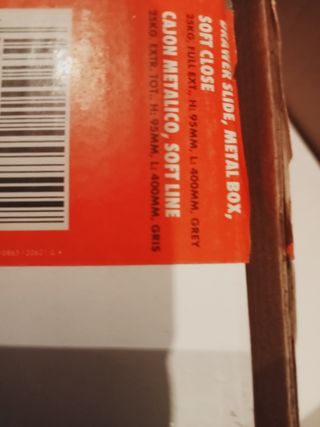 DRAWER SLIDE, METAL BOX,
SOFT CLOSE
25KG, FULL EXT., H: 95MM, L: 400MM, GREY
CAJON METALICO, SOFT LINE
25KG, EXTR. TOT., H: 95MM, L: 400MM, GRIS